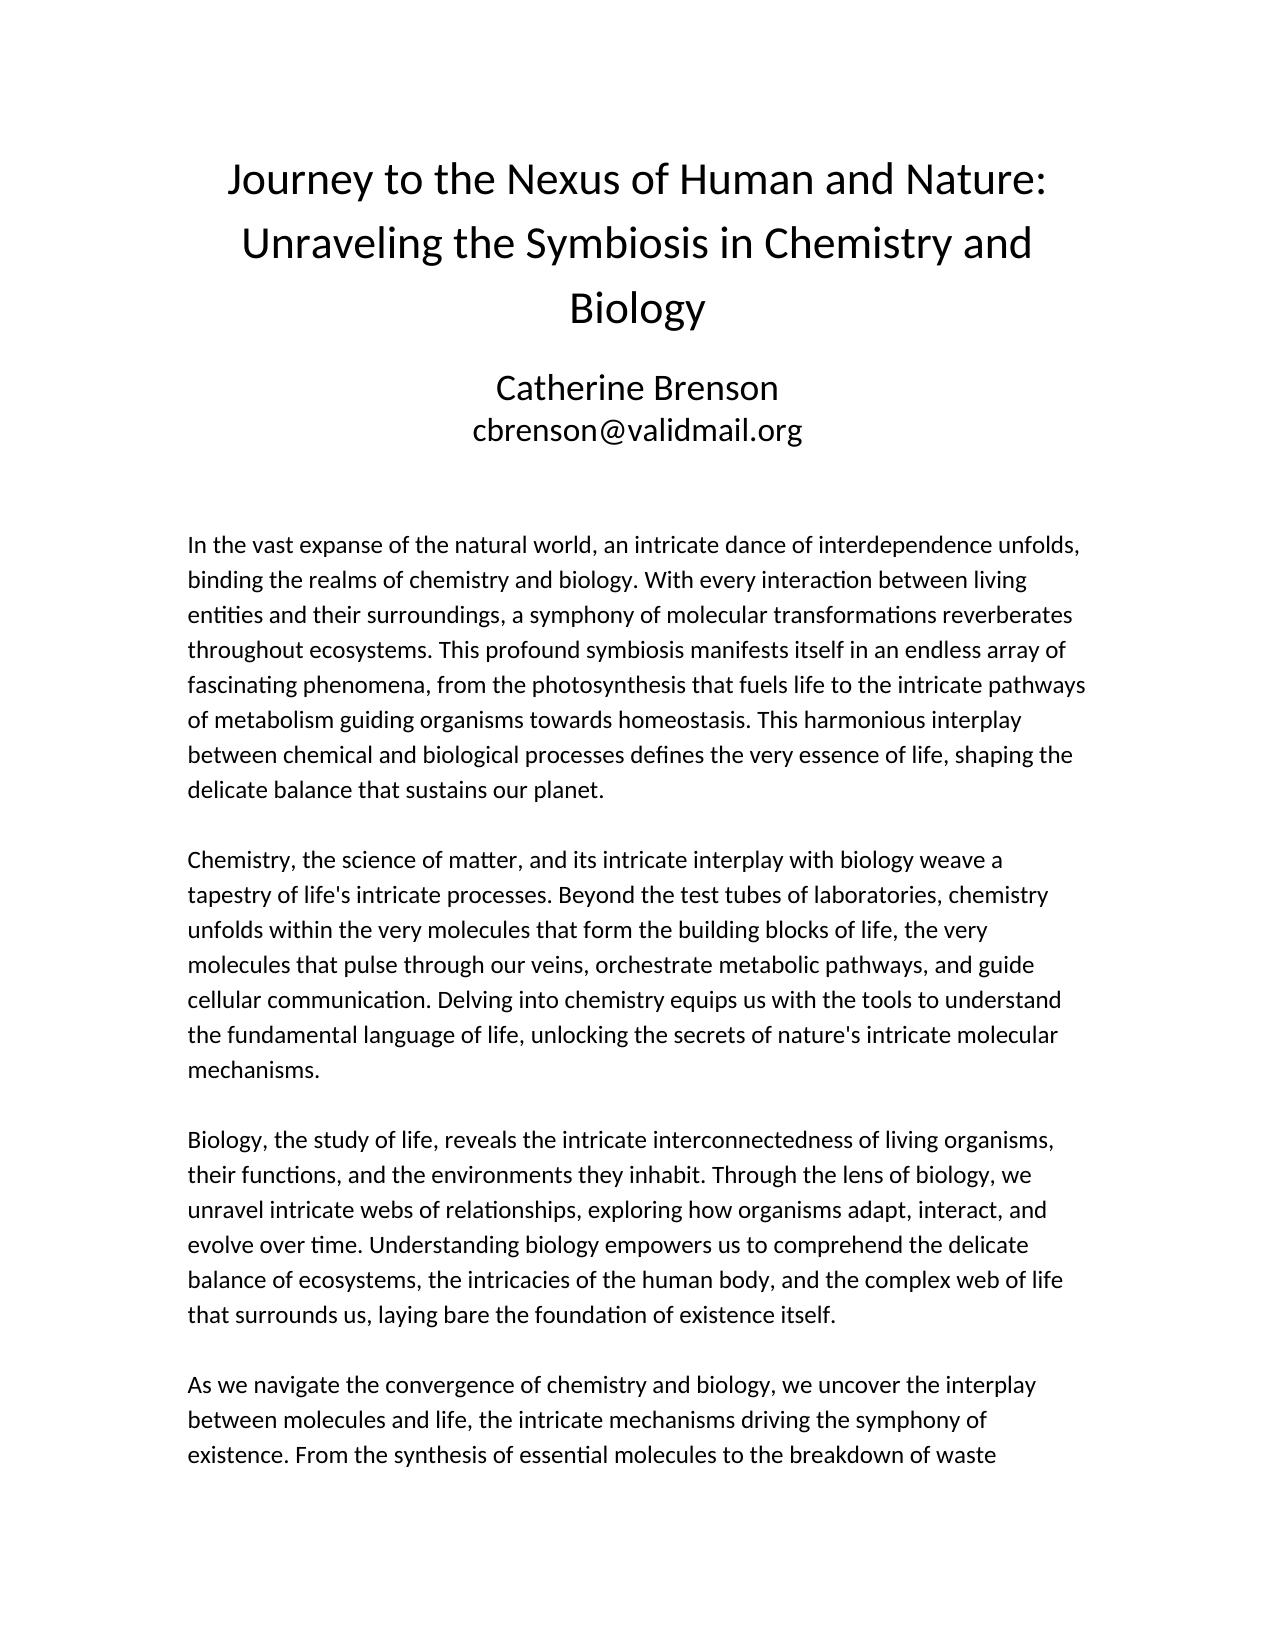 Journey to the Nexus of Human and Nature:
Unraveling the Symbiosis in Chemistry and
Biology
Catherine Brenson
cbrenson@validmail.org
In the vast expanse of the natural world, an intricate dance of interdependence unfolds,
binding the realms of chemistry and biology. With every interaction between living
entities and their surroundings, a symphony of molecular transformations reverberates
throughout ecosystems. This profound symbiosis manifests itself in an endless array of
fascinating phenomena, from the photosynthesis that fuels life to the intricate pathways
of metabolism guiding organisms towards homeostasis. This harmonious interplay
between chemical and biological processes defines the very essence of life, shaping the
delicate balance that sustains our planet.
Chemistry, the science of matter, and its intricate interplay with biology weave a
tapestry of life's intricate processes. Beyond the test tubes of laboratories, chemistry
unfolds within the very molecules that form the building blocks of life, the very
molecules that pulse through our veins, orchestrate metabolic pathways, and guide
cellular communication. Delving into chemistry equips us with the tools to understand
the fundamental language of life, unlocking the secrets of nature's intricate molecular
mechanisms.
Biology, the study of life, reveals the intricate interconnectedness of living organisms,
their functions, and the environments they inhabit. Through the lens of biology, we
unravel intricate webs of relationships, exploring how organisms adapt, interact, and
evolve over time. Understanding biology empowers us to comprehend the delicate
balance of ecosystems, the intricacies of the human body, and the complex web of life
that surrounds us, laying bare the foundation of existence itself.
As we navigate the convergence of chemistry and biology, we uncover the interplay
between molecules and life, the intricate mechanisms driving the symphony of
existence. From the synthesis of essential molecules to the breakdown of waste